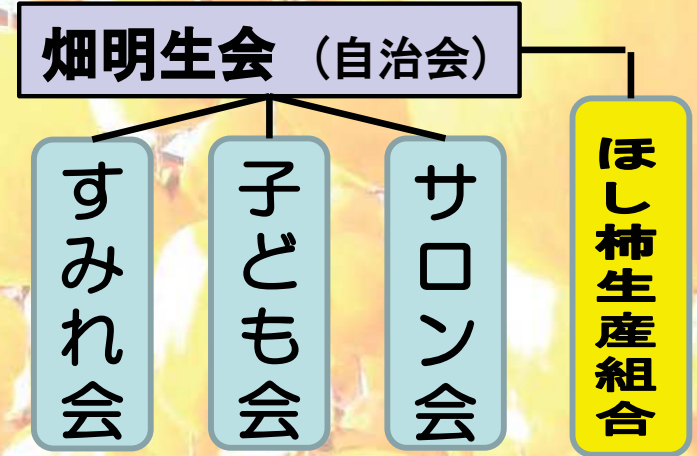 畑明生会（自治会）
すみれ会
子ども会
サロン会
ほし柿生産組合